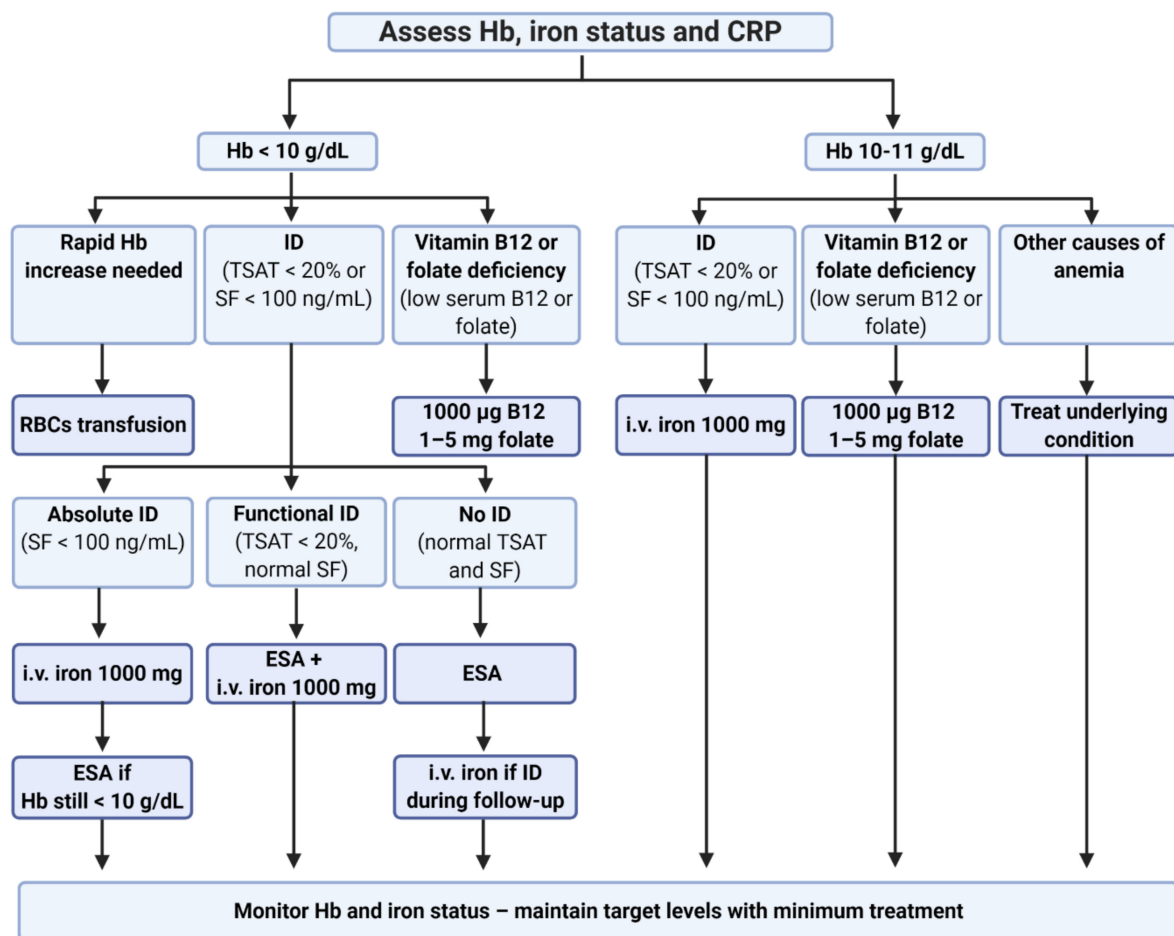 Assess Hb, iron status and CRP
Hb < 10 g/dL
Hb 10-11 g/dL
Rapid Hb
increase needed
ID
(TSAT < 20% or
SF < 100 ng/mL)
Vitamin B12 or
folate deficiency
(low serum B12 or
folate)
ID
(TSAT < 20% or
SF < 100 ng/mL)
Vitamin B12 or
folate deficiency
(low serum B12 or
folate)
Other causes of
anemia
RBCs transfusion
1000 µg B12
1–5 mg folate
i.v. iron 1000 mg
1000 µg B12
1–5 mg folate
Treat underlying
condition
Absolute ID
(SF < 100 ng/mL)
Functional ID
(TSAT < 20%,
normal SF)
No ID
(normal TSAT
and SF)
i.v. iron 1000 mg
ESA +
i.v. iron 1000 mg
ESA
ESA if
Hb still < 10 g/dL
i.v. iron if ID
during follow-up
Monitor Hb and iron status – maintain target levels with minimum treatment